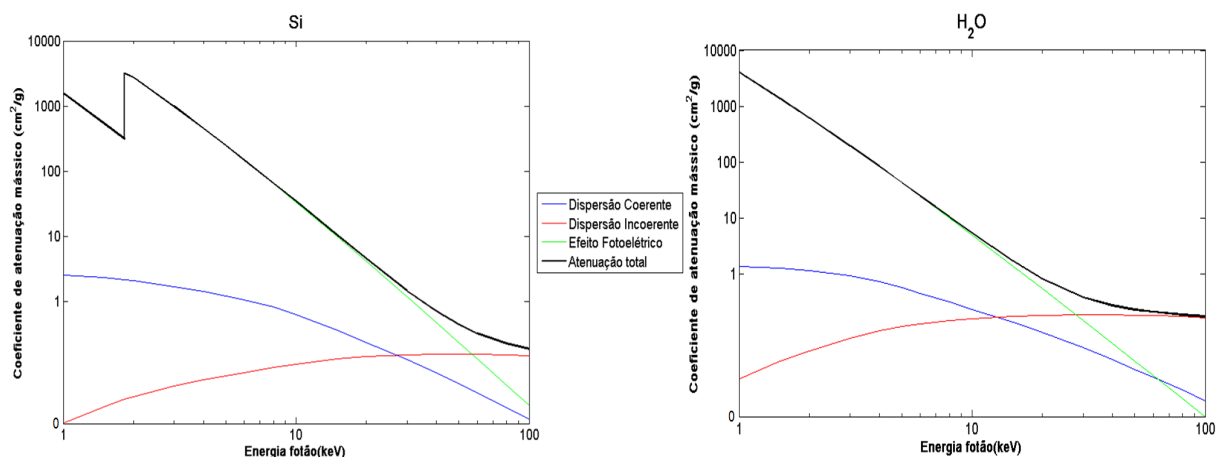 Si
Coeficiente de atenuação mássico (cm²/g)
10000
1000
100
10
1
0
1
10
100
Energia fotão(keV)
Dispersão Coerente
Dispersão Incoerente
Efeito Fotoelétrico
Atenuação total
H₂O
Coeficiente de atenuação mássico (cm²/g)
10000
1000
100
10
1
0
1
10
100
Energia fotão(keV)